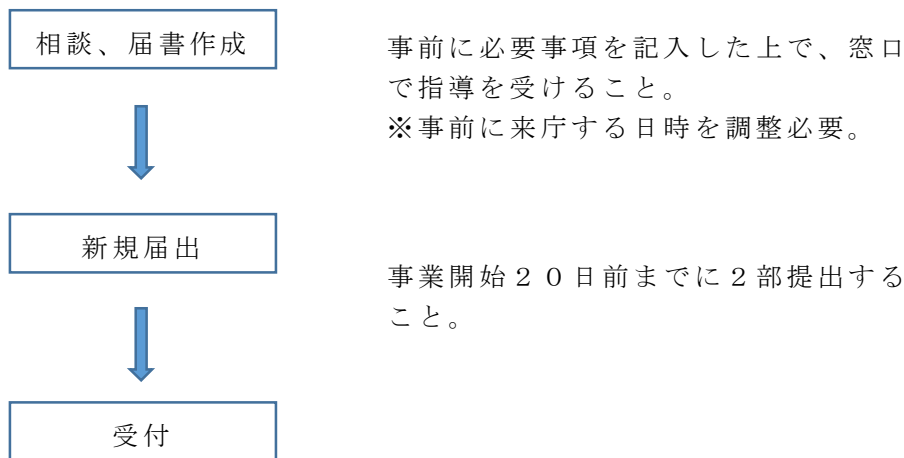 相談、届書作成
事前に必要事項を記入した上で、窓口
で指導を受けること。
※事前に来庁する日時を調整必要。
新規届出
事業開始２０日前までに２部提出する
こと。
受付